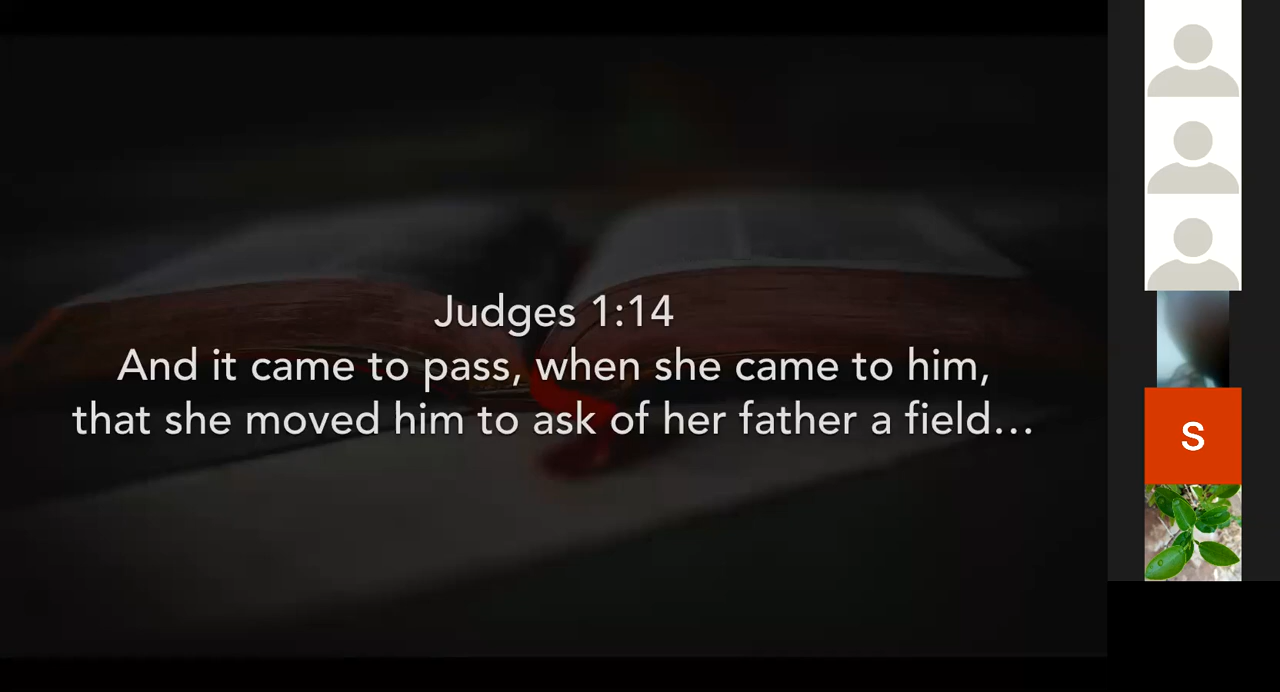 Judges 1:14
And it came to pass, when she came to him,
that she moved him to ask of her father a field…
S